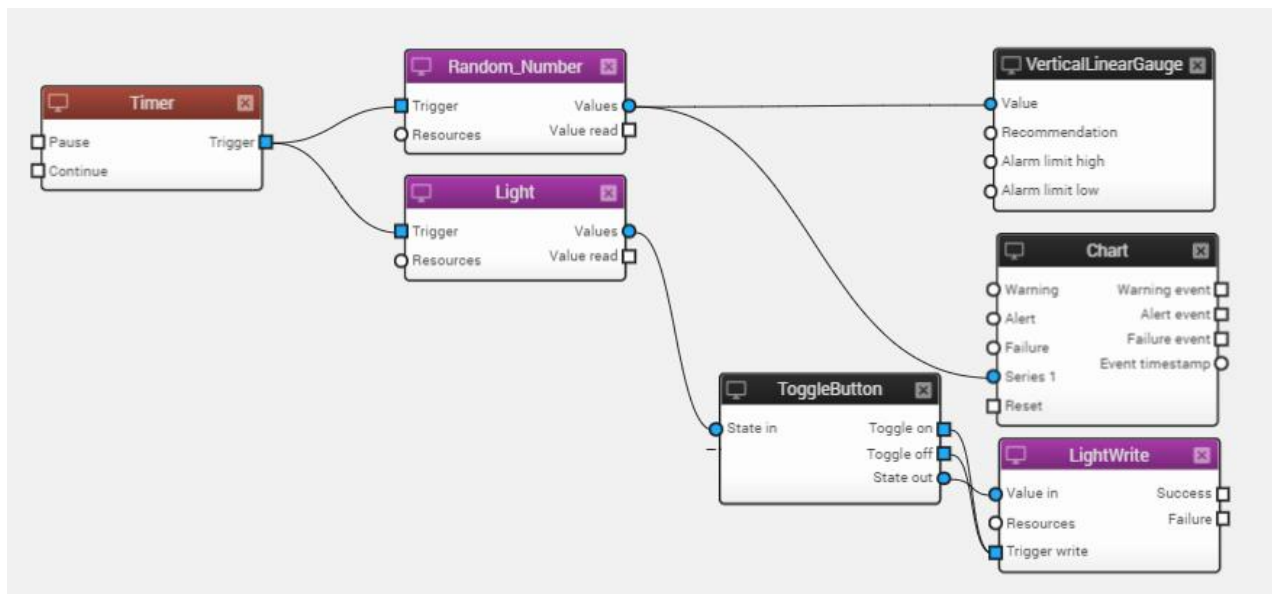 Timer
Pause
Trigger
Continue
Random_Number
Trigger
Values
Resources
Value read
Light
Trigger
Values
Resources
Value read
VerticalLinearGauge
Value
Recommendation
Alarm limit high
Alarm limit low
Chart
Warning
Warning event
Alert
Alert event
Failure
Failure event
Event timestamp
Series 1
Reset
ToggleButton
State in
Toggle on
Toggle off
State out
LightWrite
Value in
Success
Resources
Failure
Trigger write